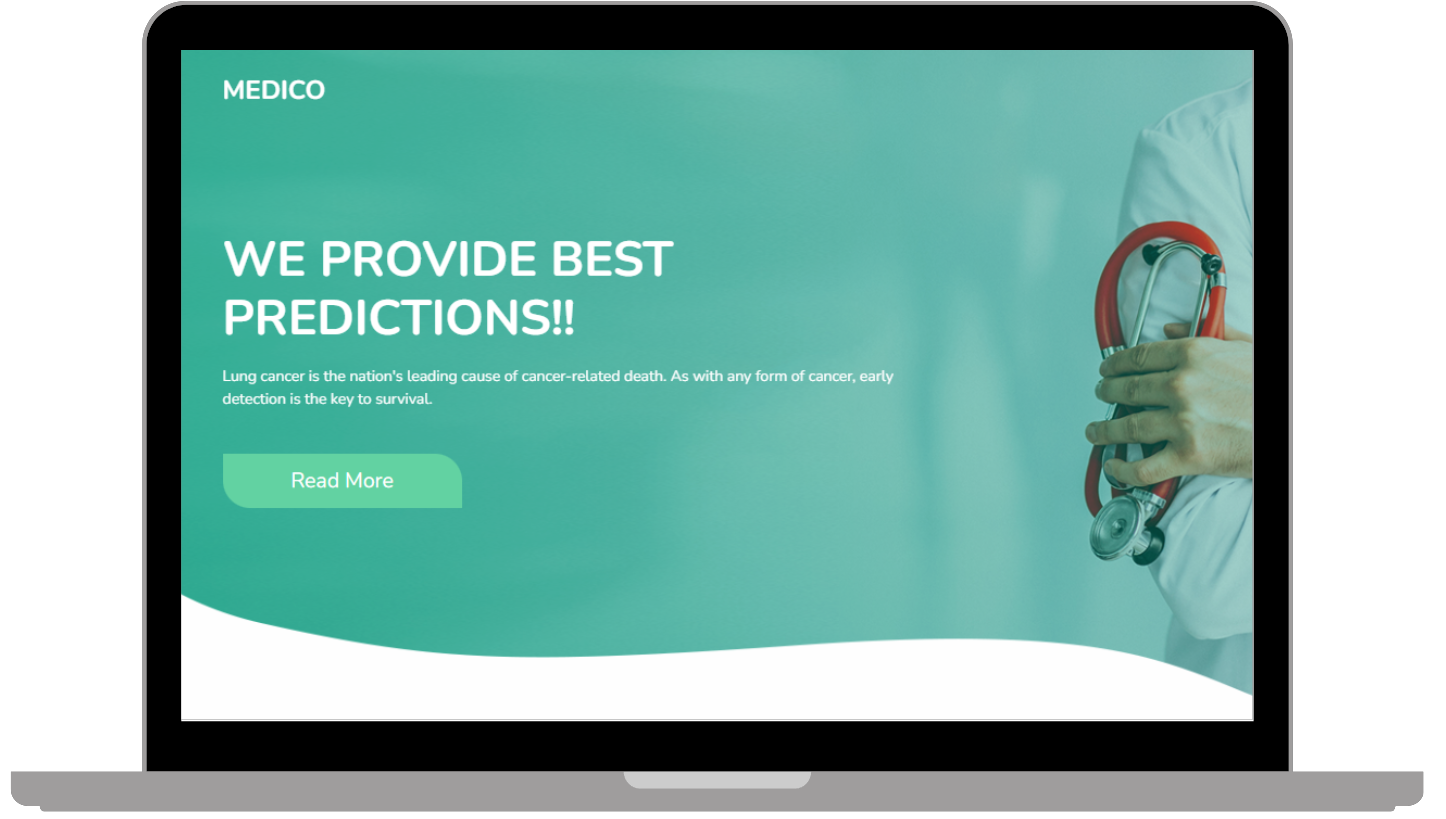 MEDICO
WE PROVIDE BEST
PREDICTIONS!!
Lung cancer is the nation's leading cause of cancer-related death. As with any form of cancer, early
detection is the key to survival.
Read More